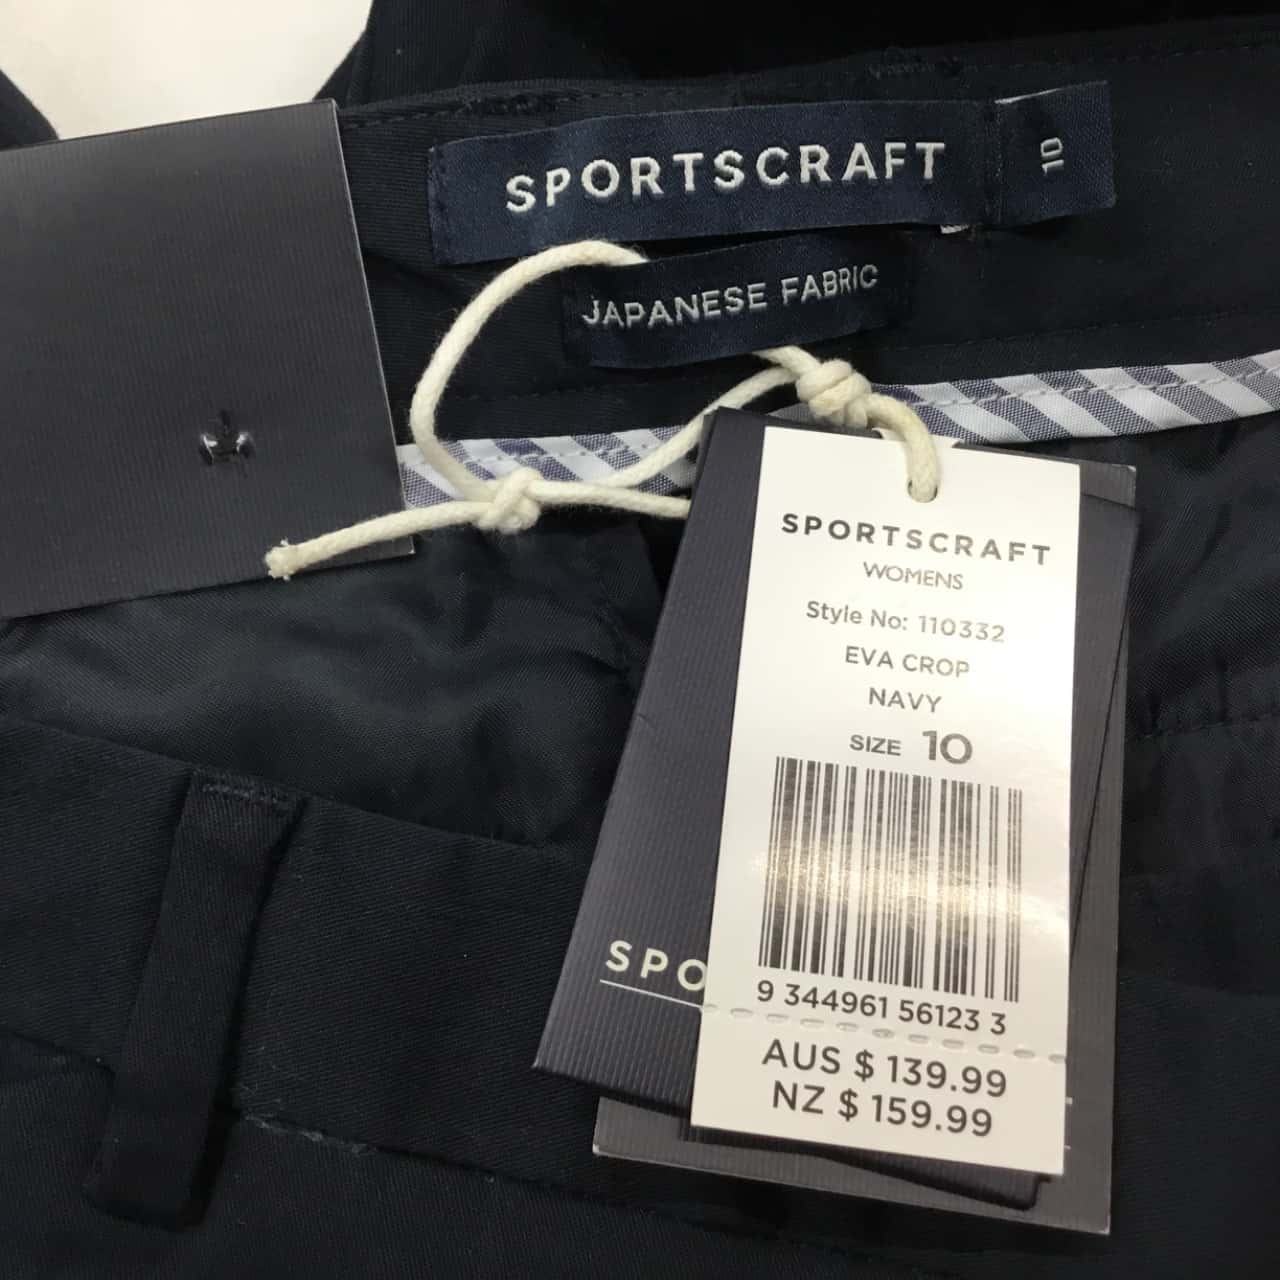 SPORTSCRAFT
10
JAPANESE FABRIC
SPORTSCRAFT
WOMENS
Style No: 110332
EVA CROP
NAVY
SIZE 10
9 344961 56123 3
AUS $ 139.99
NZ $ 159.99
SPO